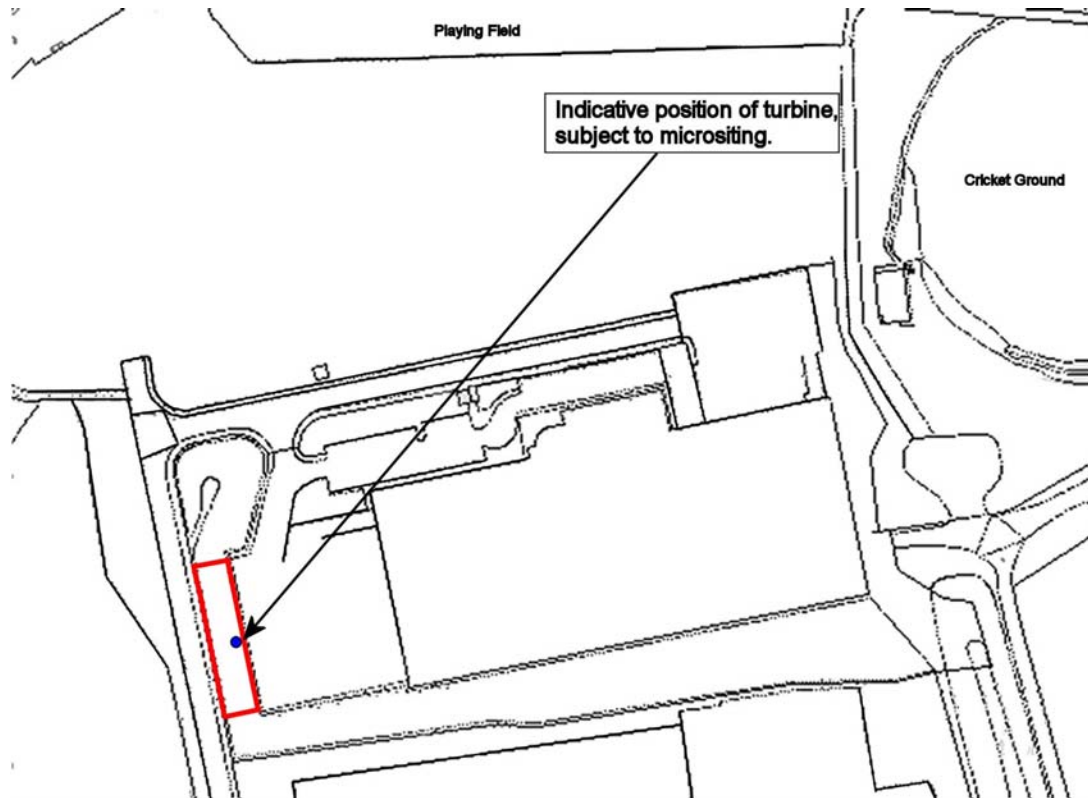 Playing Field
Indicative position of turbine,
subject to micrositing.
Cricket Ground